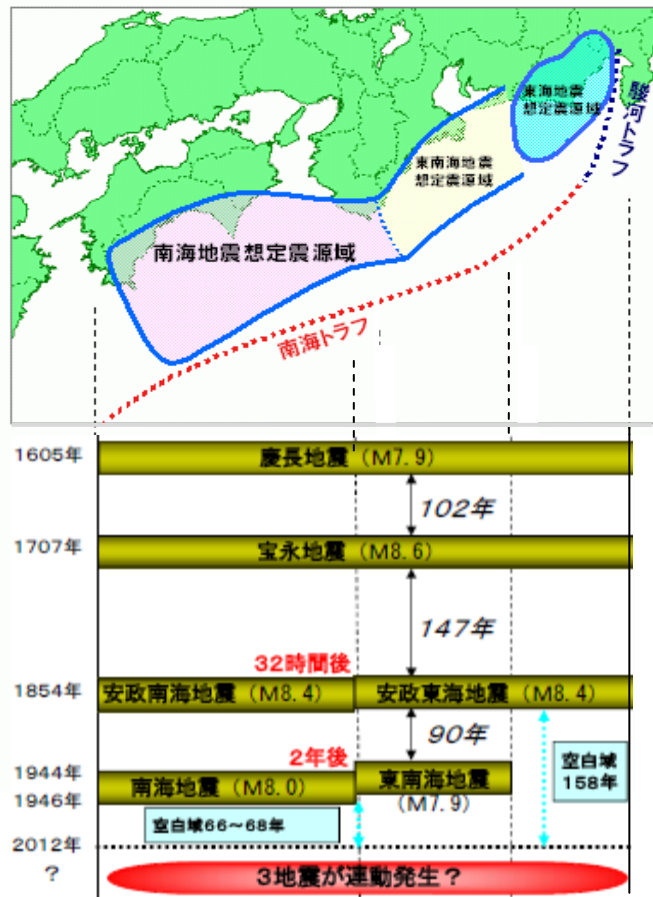 東海地震
想定震源域
駿河トラフ
東南海地震
想定震源域
南海地震想定震源域
南海トラフ
1605年
慶長地震（M7.9）
102年
1707年
宝永地震（M8.6）
147年
32時間後
1854年
安政南海地震（M8.4）
安政東海地震（M8.4）
90年
空白域
158年
2年後
1944年
東南海地震
（M7.9）
南海地震（M8.0）
1946年
空白域66～68年
2012年
？
3地震が連動発生？